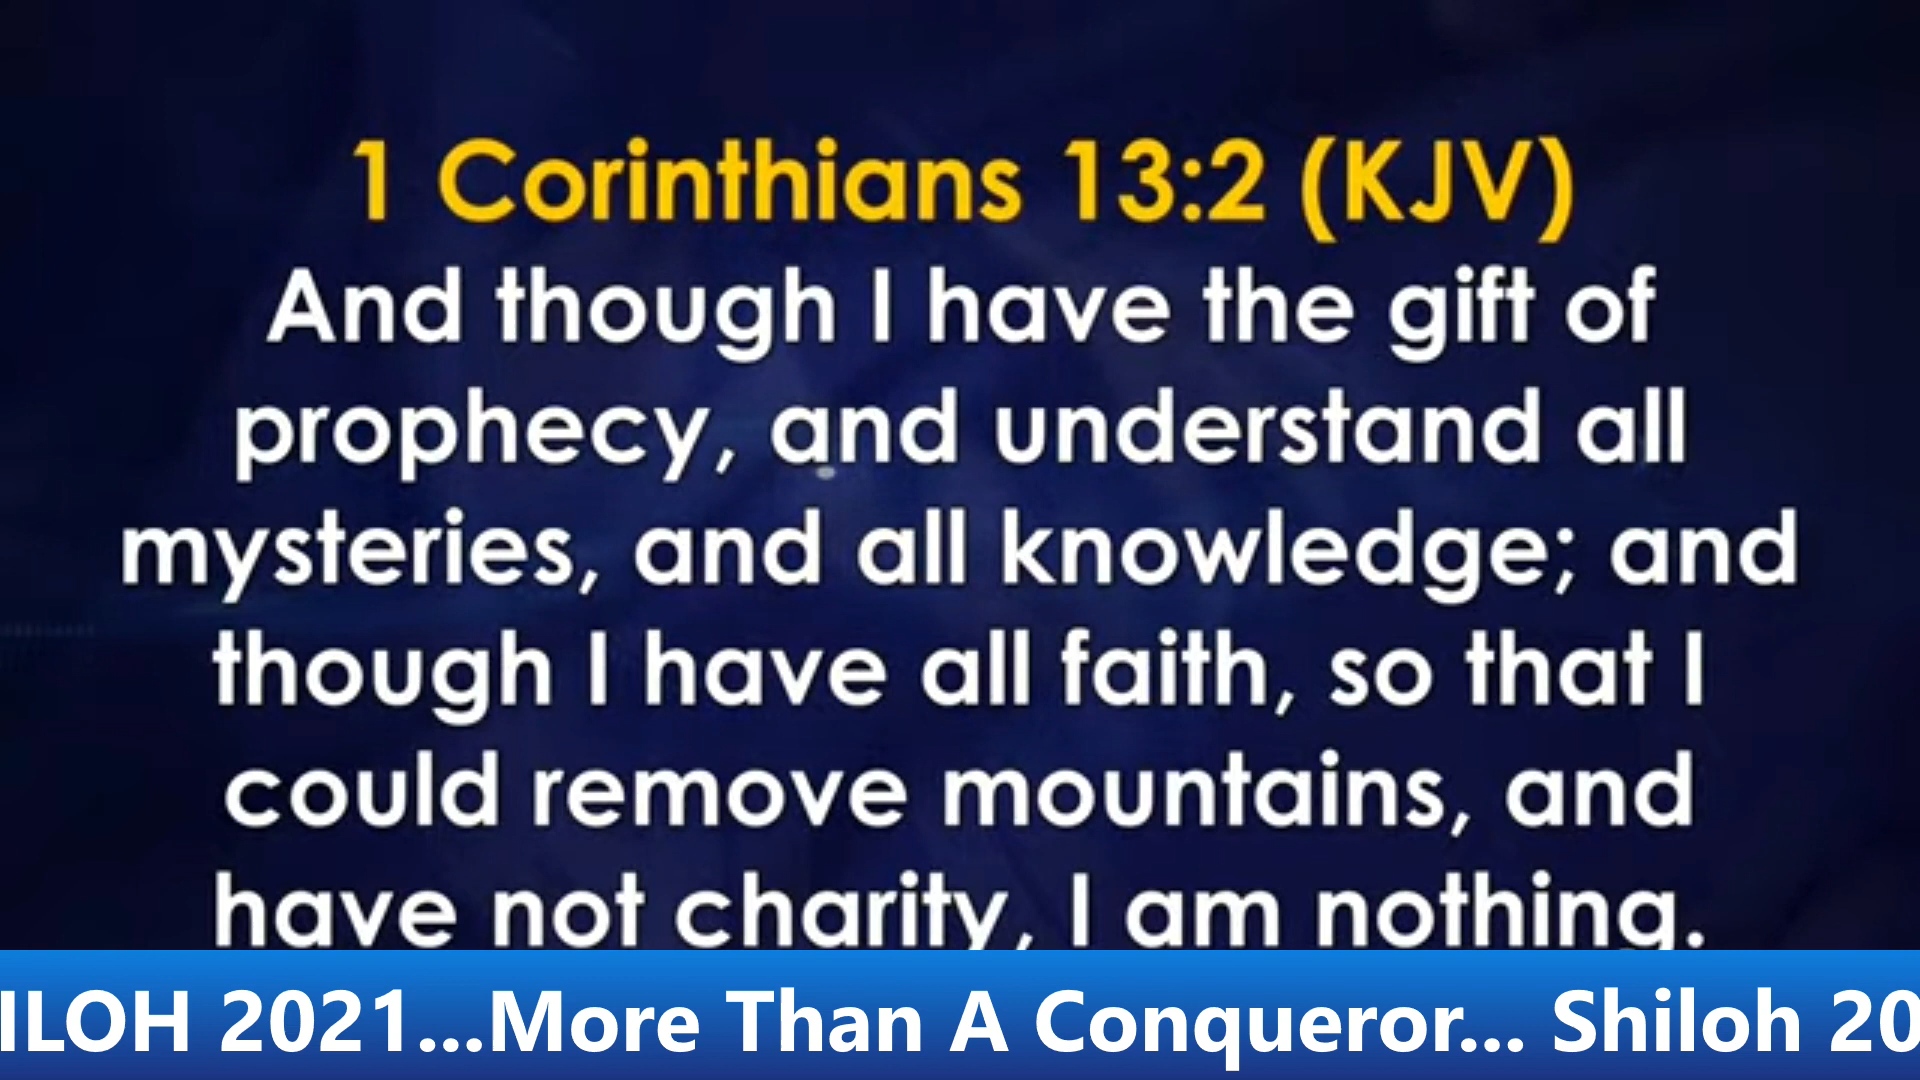 1 Corinthians 13:2 (KJV)
And though I have the gift of
prophecy, and understand all
mysteries, and all knowledge; and
though I have all faith, so that I
could remove mountains, and
have not charity, I am nothing.
ILOH 2021...More Than A Conqueror... Shiloh 20